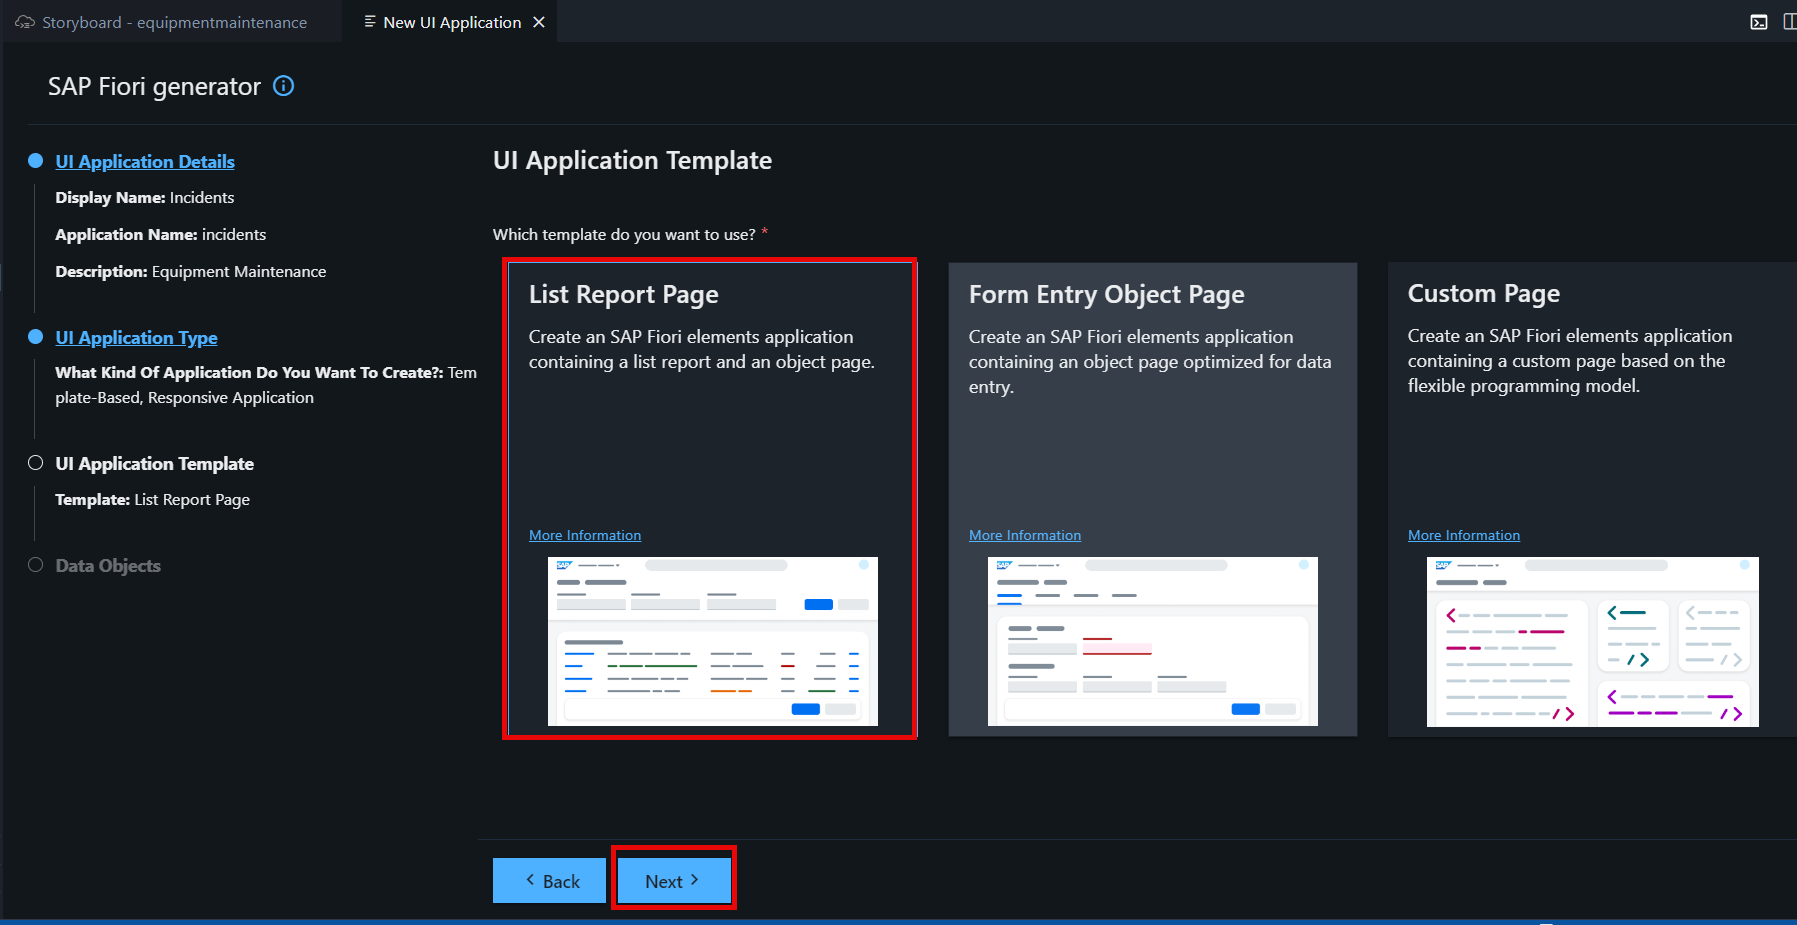 Storyboard - equipmentmaintenance
New UI Application
SAP Fiori generator
UI Application Details
Display Name: Incidents
Application Name: incidents
Description: Equipment Maintenance
UI Application Type
What Kind Of Application Do You Want To Create?: Tem
plate-Based, Responsive Application
UI Application Template
Template: List Report Page
Data Objects
UI Application Template
Which template do you want to use? *
List Report Page
Create an SAP Fiori elements application
containing a list report and an object page.
More Information
SAP
Form Entry Object Page
Create an SAP Fiori elements application
containing an object page optimized for data
entry.
More Information
SAP
Custom Page
Create an SAP Fiori elements application
containing a custom page based on the
flexible programming model.
More Information
SAP
Back
Next